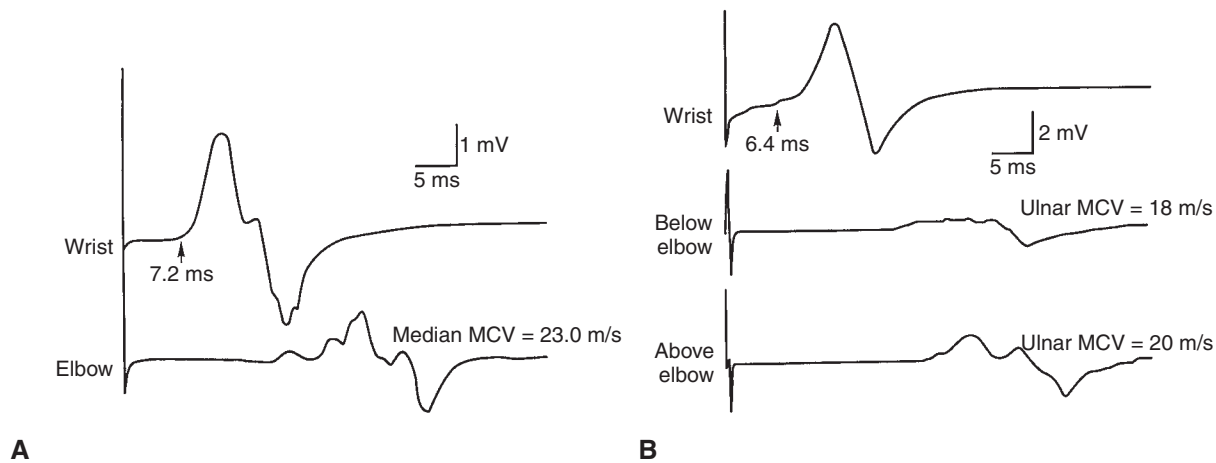 Wrist
7.2 ms
1 mV
5 ms
Elbow
Median MCV = 23.0 m/s
A
Wrist
6.4 ms
2 mV
5 ms
Below
elbow
Ulnar MCV = 18 m/s
Above
elbow
Ulnar MCV = 20 m/s
B